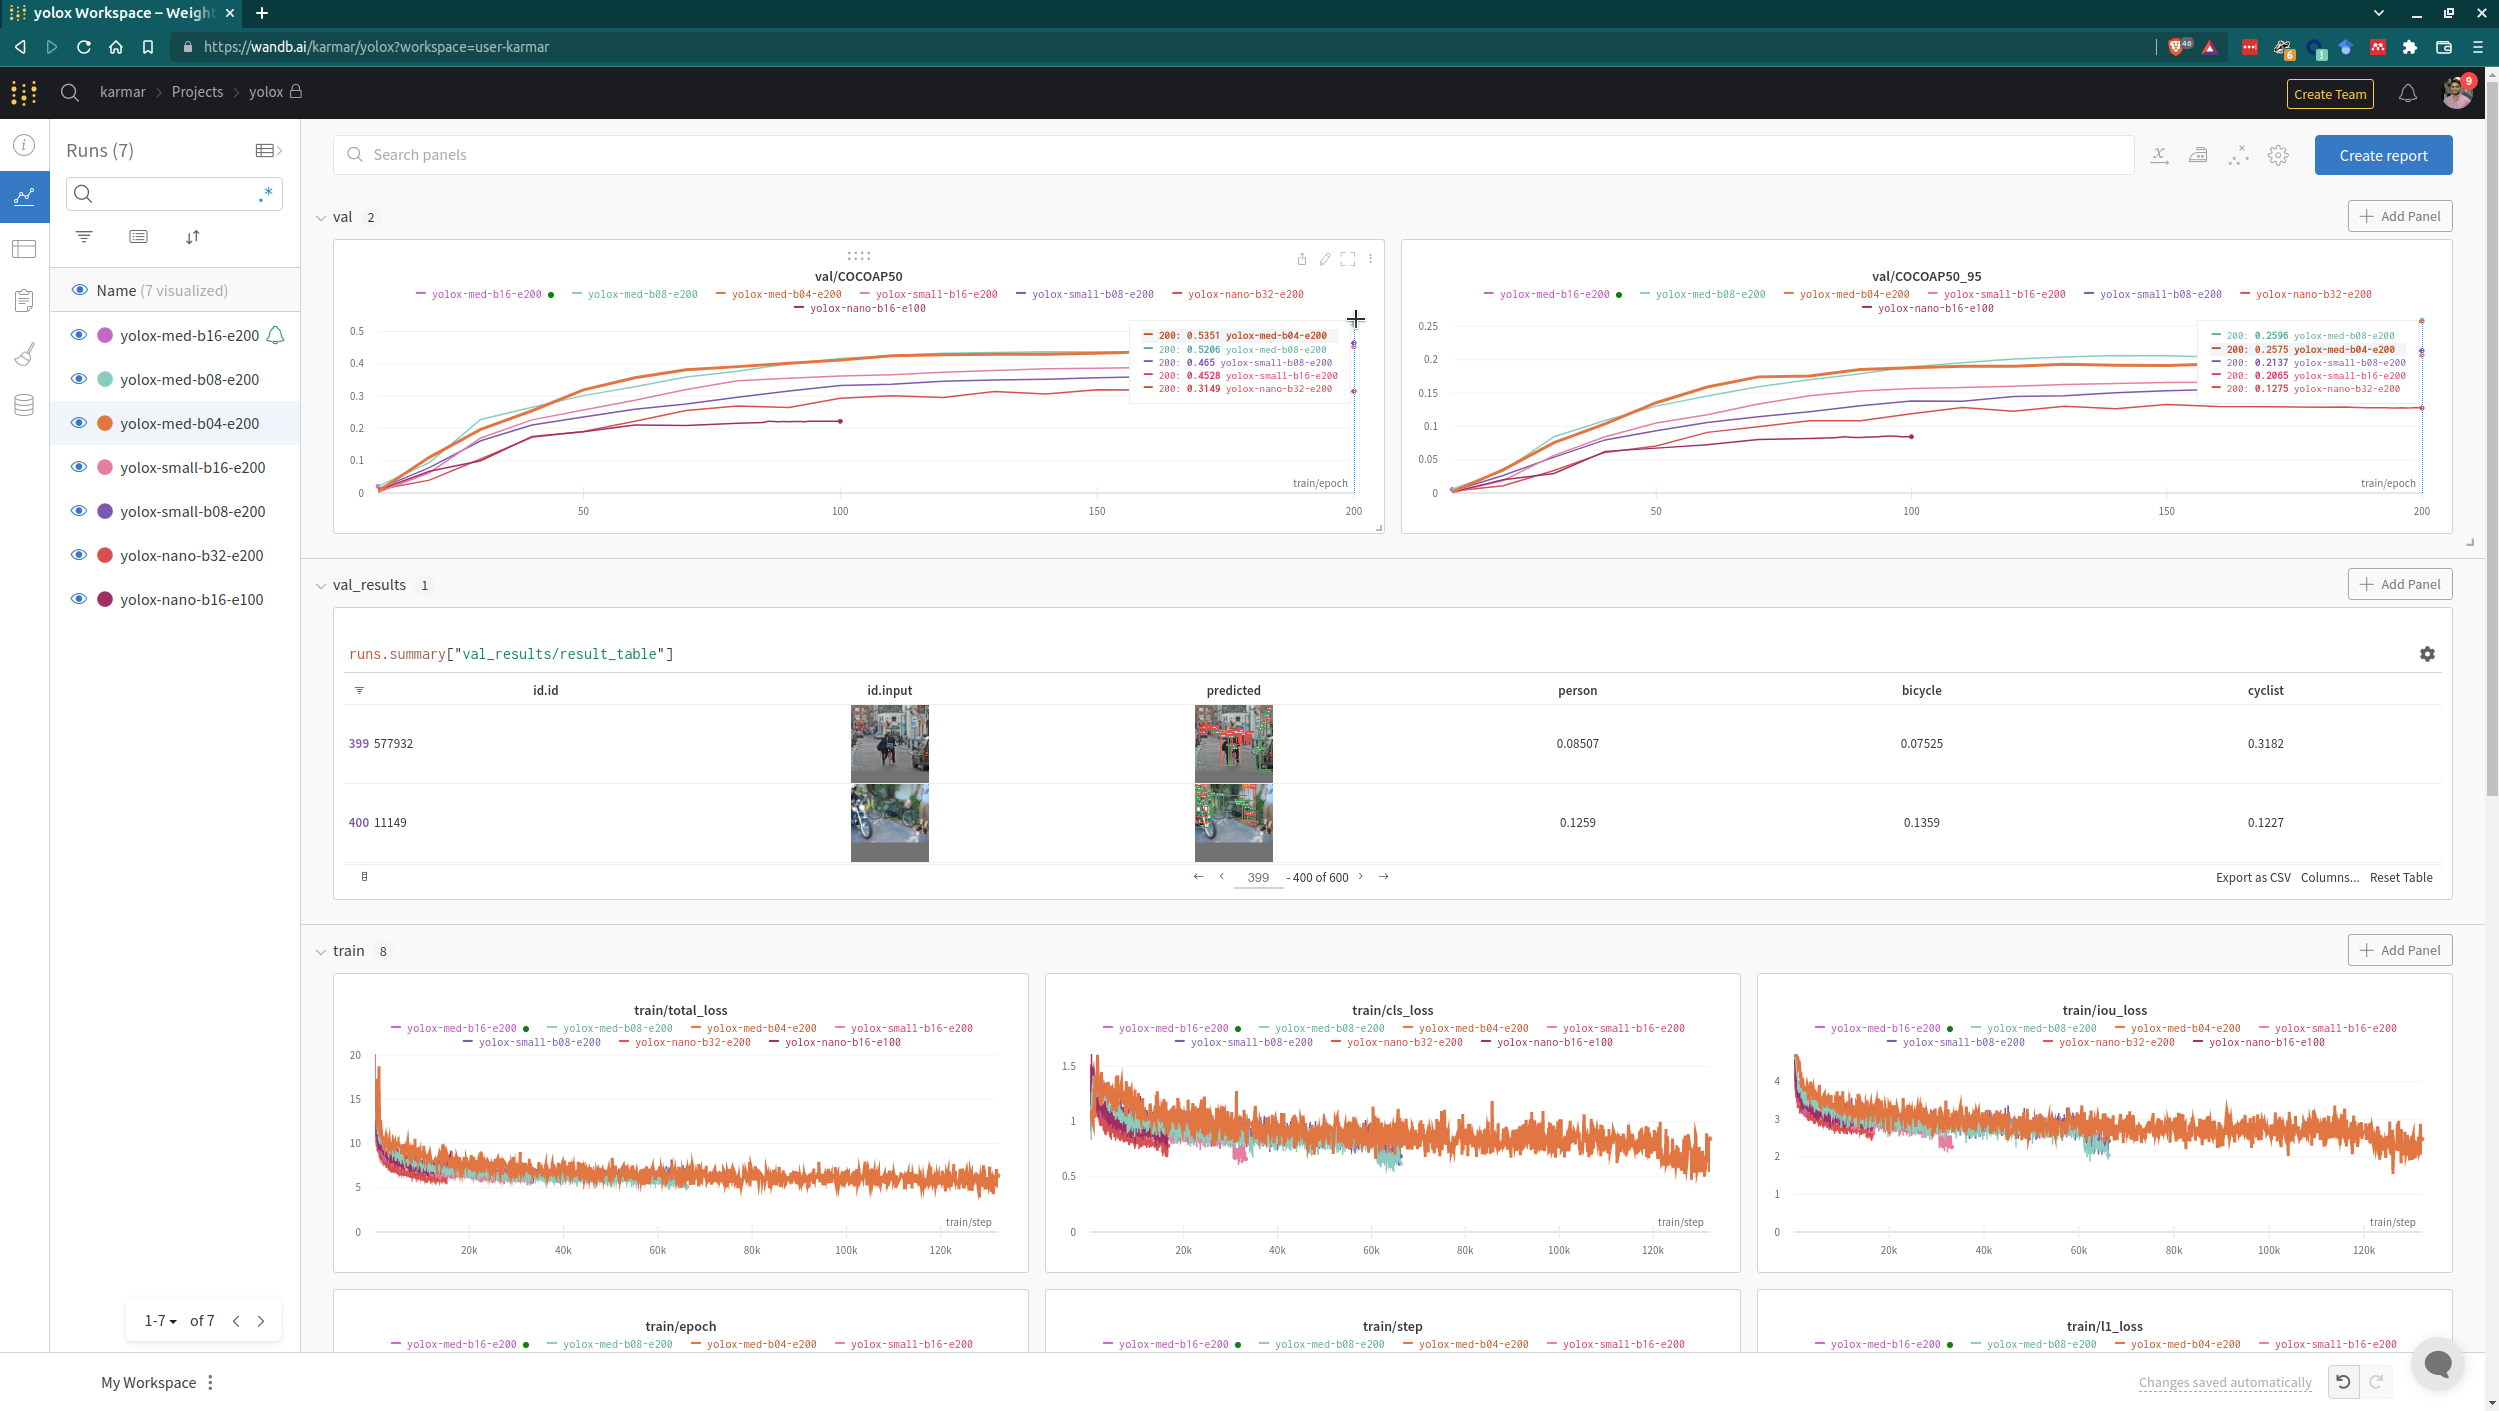 yolox Workspace – Weigh
https://wandb.ai/karmar/yolox?workspace=user-karmar
46
6
karmar > Projects > yolox
Create Team
9
Runs (7)
.*
Name (7 visualized)
yolox-med-b16-e200
yolox-med-b08-e200
yolox-med-b04-e200
yolox-small-b16-e200
yolox-small-b08-e200
yolox-nano-b32-e200
yolox-nano-b16-e100
1-7 of 7
Search panels
Create report
val 2
Add Panel
val/COCOAP50
yolox-med-b16-e200 yolox-med-b08-e200 yolox-med-b04-e200 yolox-small-b16-e200 yolox-small-b08-e200 yolox-nano-b32-e200
yolox-nano-b16-e100
0.5
0.4
0.3
0.2
0.1
0
200: 0.5351 yolox-med-b04-e200
200: 0.5206 yolox-med-b08-e200
200: 0.465 yolox-small-b08-e200
200: 0.4528 yolox-small-b16-e200
200: 0.3149 yolox-nano-b32-e200
train/epoch
50 100 150 200
val/COCOAP50_95
yolox-med-b16-e200 yolox-med-b08-e200 yolox-med-b04-e200 yolox-small-b16-e200 yolox-small-b08-e200 yolox-nano-b32-e200
yolox-nano-b16-e100
0.25
0.2
0.15
0.1
0.05
0
200: 0.2596 yolox-med-b08-e200
200: 0.2575 yolox-med-b04-e200
200: 0.2137 yolox-small-b08-e200
200: 0.2065 yolox-small-b16-e200
200: 0.1275 yolox-nano-b32-e200
train/epoch
50 100 150 200
val_results 1
Add Panel
runs.summary["val_results/result_table"]
id.id id.input predicted person bicycle cyclist
399 577932 0.08507 0.07525 0.3182
400 11149 0.1259 0.1359 0.1227
399 - 400 of 600
Export as CSV Columns... Reset Table
train 8
Add Panel
train/total_loss
yolox-med-b16-e200 yolox-med-b08-e200 yolox-med-b04-e200 yolox-small-b16-e200
yolox-small-b08-e200 yolox-nano-b32-e200 yolox-nano-b16-e100
20
15
10
5
0
train/step
20k 40k 60k 80k 100k 120k
train/cls_loss
yolox-med-b16-e200 yolox-med-b08-e200 yolox-med-b04-e200 yolox-small-b16-e200
yolox-small-b08-e200 yolox-nano-b32-e200 yolox-nano-b16-e100
1.5
1
0.5
0
train/step
20k 40k 60k 80k 100k 120k
train/iou_loss
yolox-med-b16-e200 yolox-med-b08-e200 yolox-med-b04-e200 yolox-small-b16-e200
yolox-small-b08-e200 yolox-nano-b32-e200 yolox-nano-b16-e100
4
3
2
1
0
train/step
20k 40k 60k 80k 100k 120k
train/epoch
yolox-med-b16-e200 yolox-med-b08-e200 yolox-med-b04-e200 yolox-small-b16-e200
train/step
yolox-med-b16-e200 yolox-med-b08-e200 yolox-med-b04-e200 yolox-small-b16-e200
train/l1_loss
yolox-med-b16-e200 yolox-med-b08-e200 yolox-med-b04-e200 yolox-small-b16-e200
My Workspace
Changes saved automatically